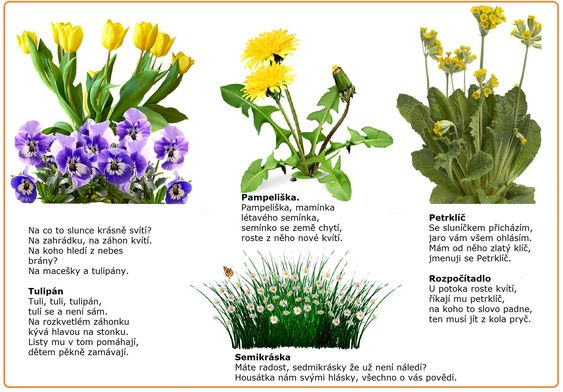 Na co to slunce krásně svítí?
Na zahrádku, na záhon kvítí.
Na koho hledí z nebes
brány?
Na macešky a tulipány.
Tulipán
Tuli, tuli, tulipán,
tulí se a není sám.
Na rozkvetlém záhonku
kývá hlavou na stonku.
Listy mu v tom pomáhají,
dětem pěkně zamávají.
Pampeliška.
Pampeliška, maminka
létavého semínka,
semínko se země chytí,
roste z něho nové kvítí.
Petrklíč
Se sluníčkem přicházím,
jaro vám všem ohlásím.
Mám od něho zlatý klíč,
jmenuji se Petrklíč.
Rozpočítadlo
U potoka roste kvítí,
říkají mu petrklíč,
na koho to slovo padne,
ten musí jít z kola pryč.
Semikráska
Máte radost, sedmikrásky že už není náledí?
Housátka nám svými hlásky, všechno o vás povědí.